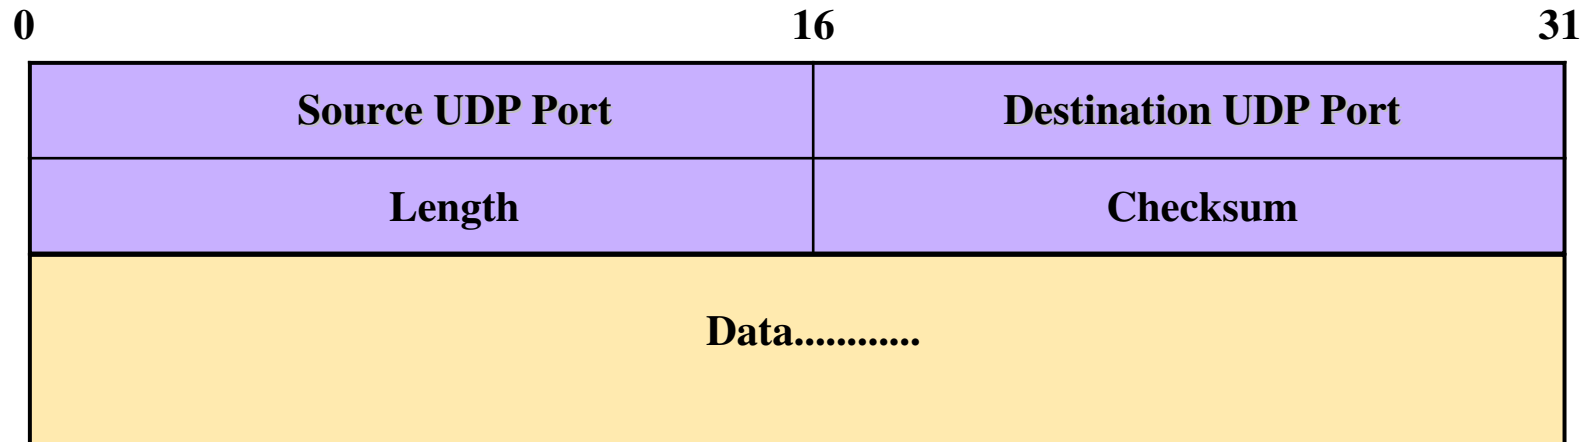 0 16 31
Source UDP Port Destination UDP Port
Length Checksum
Data............